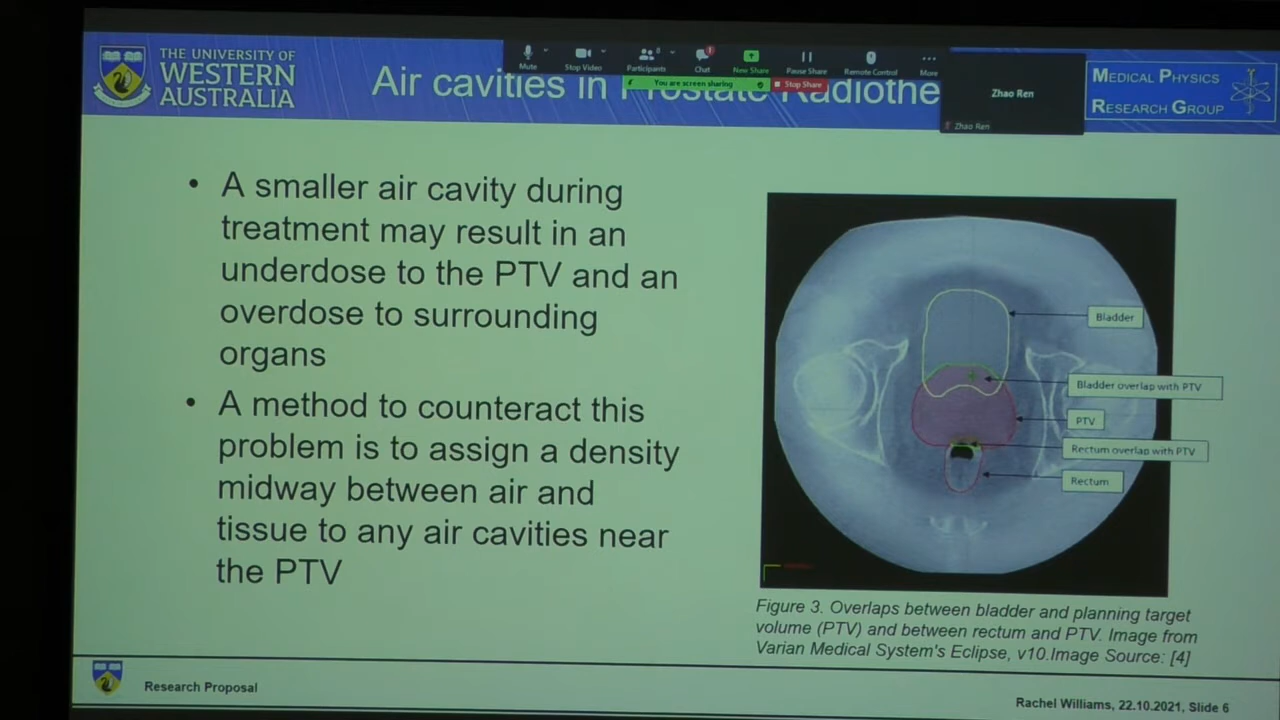 THE UNIVERSITY OF
WESTERN
AUSTRALIA
Mute
Stop Video
Participants
8
Chat
1
New Share
Pause Share
Remote Control
More
You are screen sharing
Stop Share
Air cavities in Prostate Radiothe
Zhao Ren
Zhao Ren
MEDICAL PHYSICS
RESEARCH GROUP
• A smaller air cavity during
treatment may result in an
underdose to the PTV and an
overdose to surrounding
organs
• A method to counteract this
problem is to assign a density
midway between air and
tissue to any air cavities near
the PTV
Bladder
Bladder overlap with PTV
PTV
Rectum overlap with PTV
Rectum
Figure 3. Overlaps between bladder and planning target
volume (PTV) and between rectum and PTV. Image from
Varian Medical System's Eclipse, v10.Image Source: [4]
Research Proposal
Rachel Williams, 22.10.2021, Slide 6